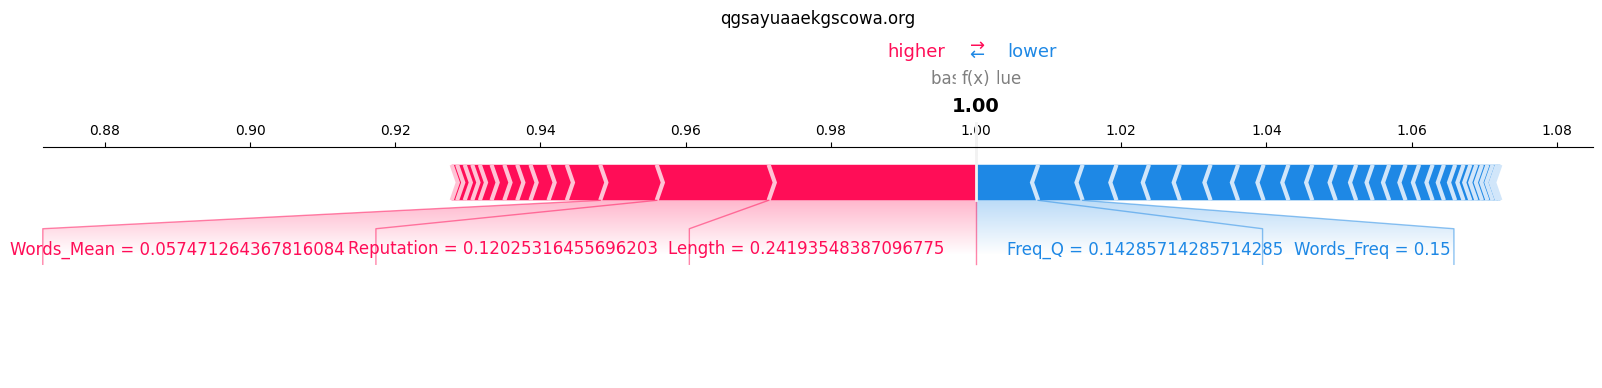 qgsayuaaekgscowa.org
higher ⇄ lower
f(x)
1.00
0.88 0.90 0.92 0.94 0.96 0.98 1.00 1.02 1.04 1.06 1.08
Words_Mean = 0.057471264367816084 Reputation = 0.12025316455696203 Length = 0.24193548387096775 Freq_Q = 0.14285714285714285 Words_Freq = 0.15